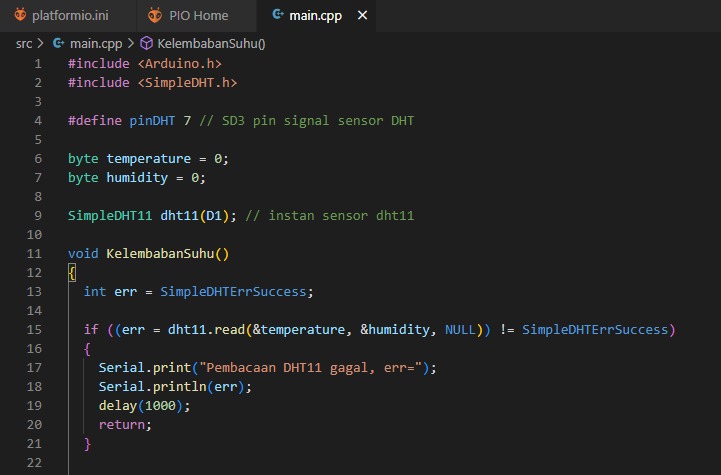 platformio.ini PIO Home main.cpp
src > main.cpp > KelembabanSuhu()
1 #include <Arduino.h>
2 #include <SimpleDHT.h>
3
4 #define pinDHT 7 // SD3 pin signal sensor DHT
5
6 byte temperature = 0;
7 byte humidity = 0;
8
9 SimpleDHT11 dht11(D1); // instan sensor dht11
10
11 void KelembabanSuhu()
12 {
13 int err = SimpleDHTErrSuccess;
14
15 if ((err = dht11.read(&temperature, &humidity, NULL)) != SimpleDHTErrSuccess)
16 {
17 Serial.print("Pembacaan DHT11 gagal, err=");
18 Serial.println(err);
19 delay(1000);
20 return;
21 }
22